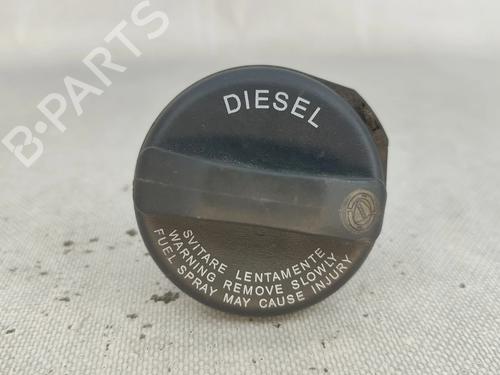 B·PARTS
DIESEL
SVITARE LENTAMENTE
WARNING REMOVE SLOWLY
FUEL SPRAY MAY CAUSE INJURY